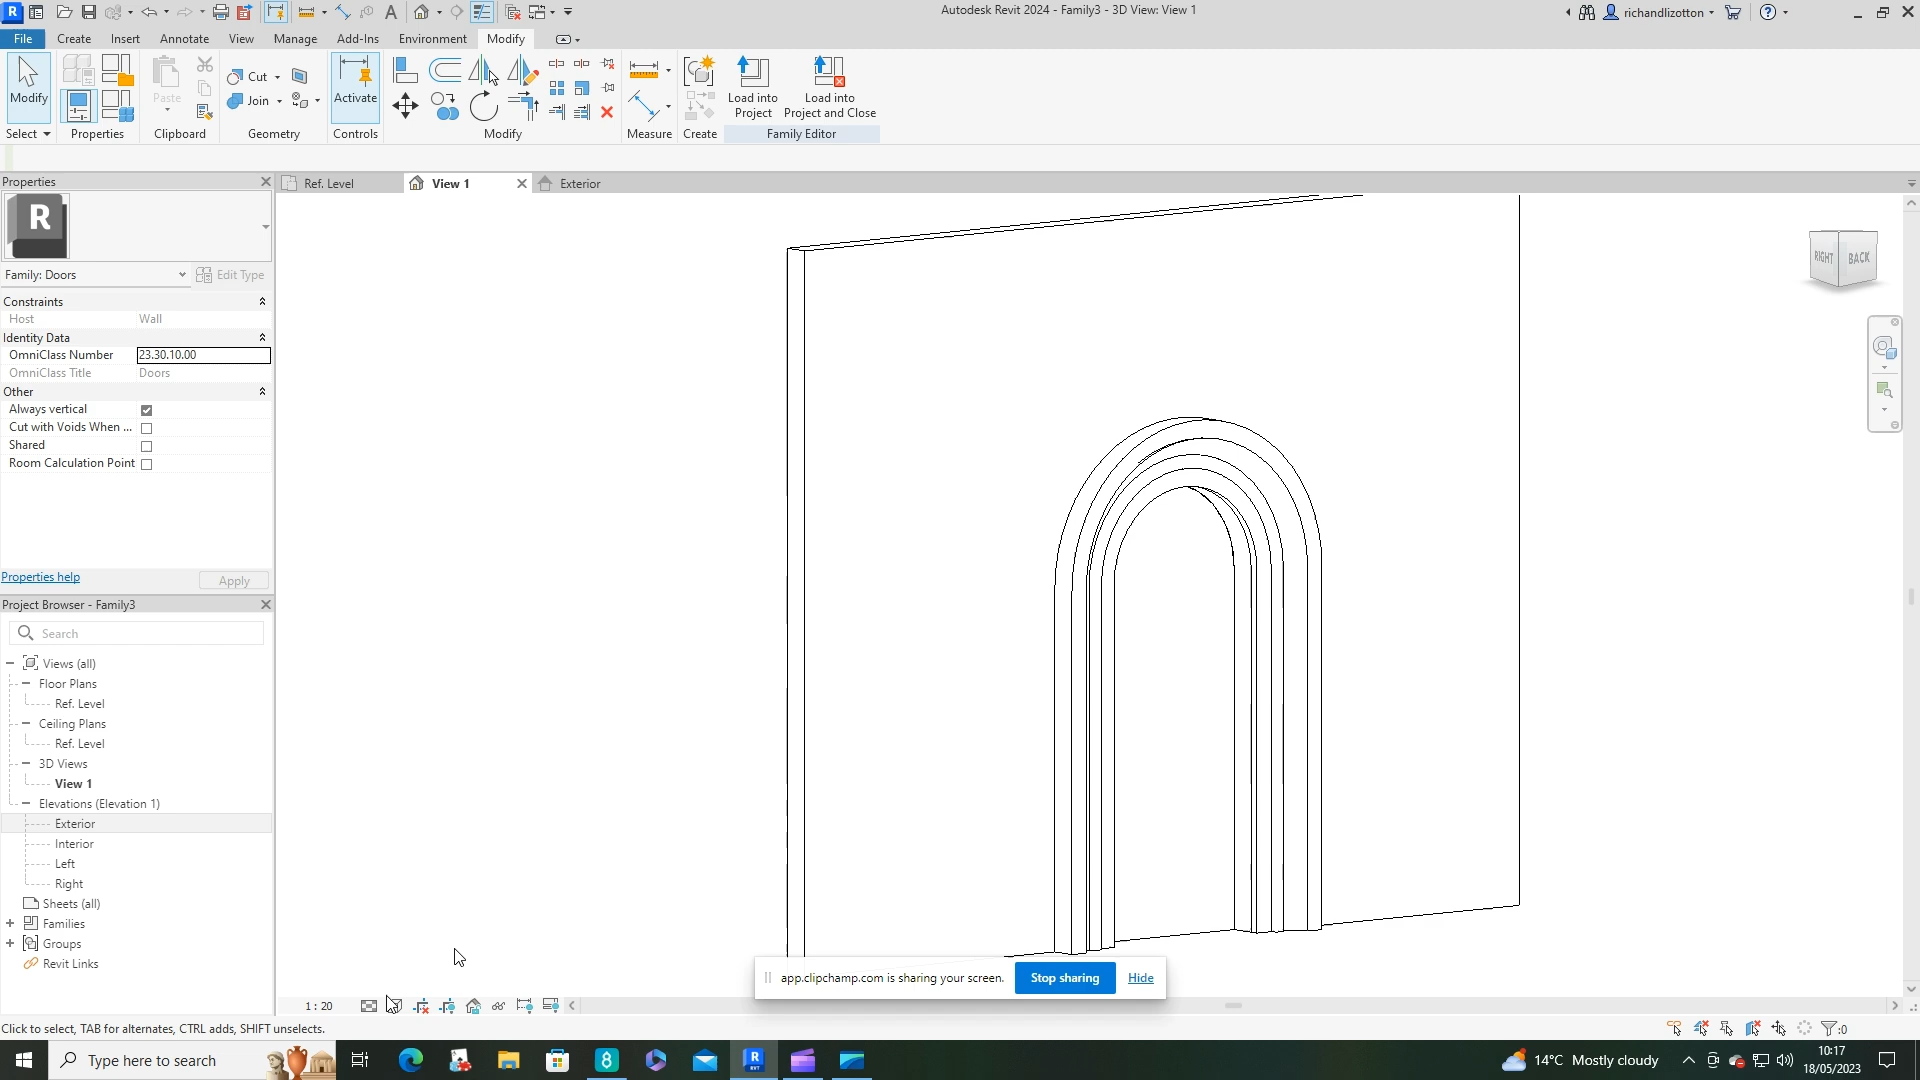 Autodesk Revit 2024 - Family3 - 3D View: View 1
richandlizotton
File
Create
Insert
Annotate
View
Manage
Add-Ins
Environment
Modify
Modify
Paste
Cut
Join
Activate
Load into
Project
Load into
Project and Close
Select
Properties
Clipboard
Geometry
Controls
Modify
Measure
Create
Family Editor
Properties
Ref. Level
View 1
Exterior
R
Family: Doors
Edit Type
Constraints
Host Wall
Identity Data
OmniClass Number 23.30.10.00
OmniClass Title Doors
Other
Always vertical
Cut with Voids When ...
Shared
Room Calculation Point
Properties help
Apply
RIGHT
BACK
Project Browser - Family3
Search
Views (all)
Floor Plans
Ref. Level
Ceiling Plans
Ref. Level
3D Views
View 1
Elevations (Elevation 1)
Exterior
Interior
Left
Right
Sheets (all)
Families
Groups
Revit Links
app.clipchamp.com is sharing your screen.
Stop sharing
Hide
1 : 20
Click to select, TAB for alternates, CTRL adds, SHIFT unselects.
:0
Type here to search
14°C Mostly cloudy
10:17
18/05/2023